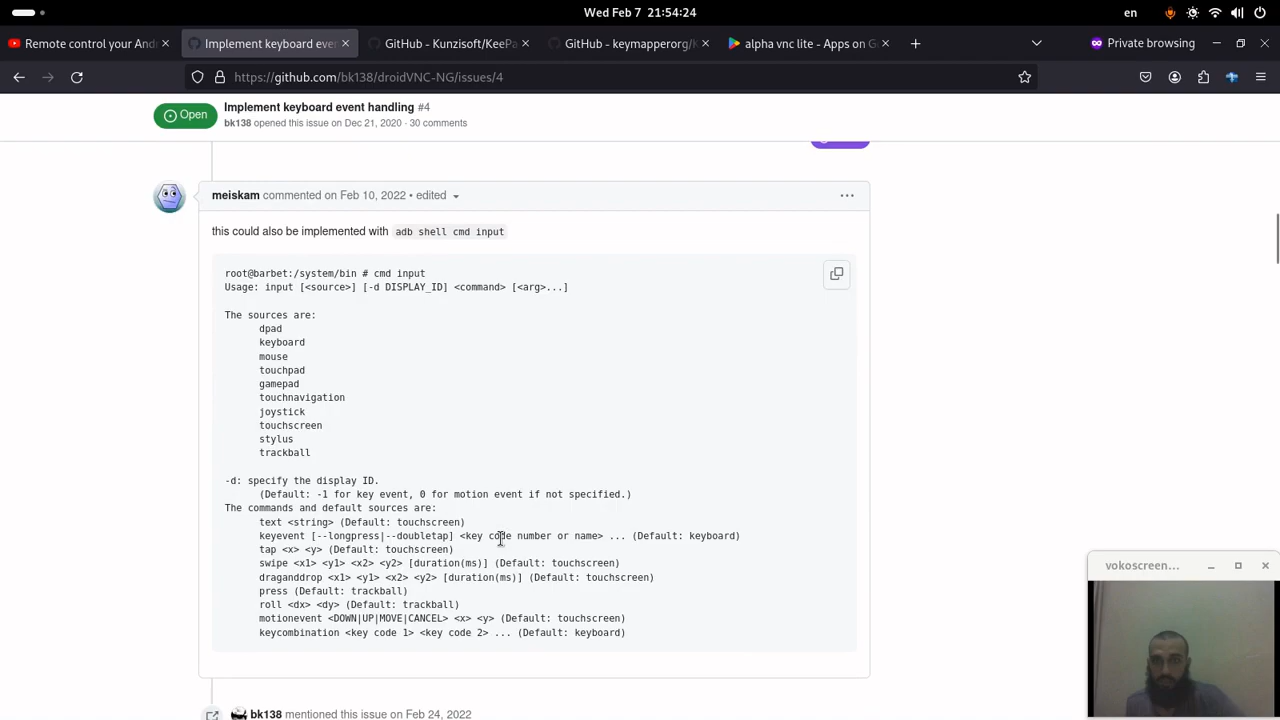 Wed Feb 7 21:54:24
en
Remote control your And
Implement keyboard eve
GitHub - Kunzisoft/KeePa
GitHub - keymapperorg/K
alpha vnc lite - Apps on G
Private browsing
https://github.com/bk138/droidVNC-NG/issues/4
Open
Implement keyboard event handling #4
bk138 opened this issue on Dec 21, 2020 · 30 comments
meiskam commented on Feb 10, 2022 • edited
this could also be implemented with adb shell cmd input
root@barbet:/system/bin # cmd input
Usage: input [<source>] [-d DISPLAY_ID] <command> [<arg>...]
The sources are:
dpad
keyboard
mouse
touchpad
gamepad
touchnavigation
joystick
touchscreen
stylus
trackball
-d: specify the display ID.
(Default: -1 for key event, 0 for motion event if not specified.)
The commands and default sources are:
text <string> (Default: touchscreen)
keyevent [--longpress|--doubletap] <key code number or name> ... (Default: keyboard)
tap <x> <y> (Default: touchscreen)
swipe <x1> <y1> <x2> <y2> [duration(ms)] (Default: touchscreen)
draganddrop <x1> <y1> <x2> <y2> [duration(ms)] (Default: touchscreen)
press (Default: trackball)
roll <dx> <dy> (Default: trackball)
motionevent <DOWN|UP|MOVE|CANCEL> <x> <y> (Default: touchscreen)
keycombination <key code 1> <key code 2> ... (Default: keyboard)
bk138 mentioned this issue on Feb 24, 2022
vokoscreen...